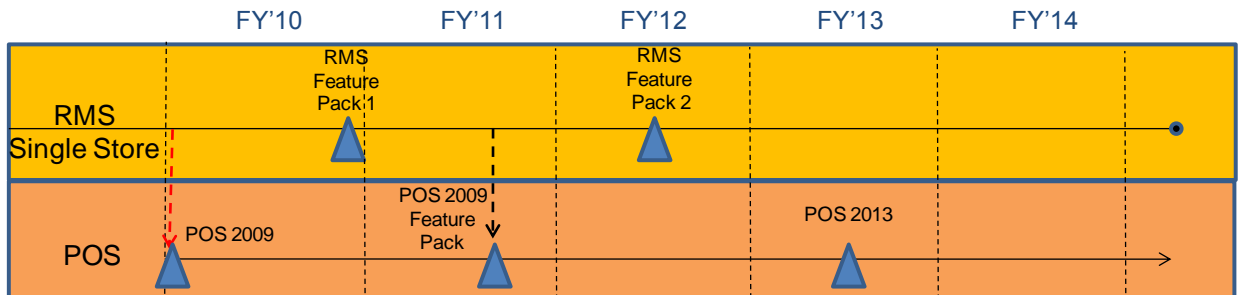 FY'10 FY'11 FY'12 FY'13 FY'14
RMS
Feature
Pack 1
RMS
Feature
Pack 2
RMS
Single Store
POS 2009
POS 2009
Feature
Pack
POS 2013
POS